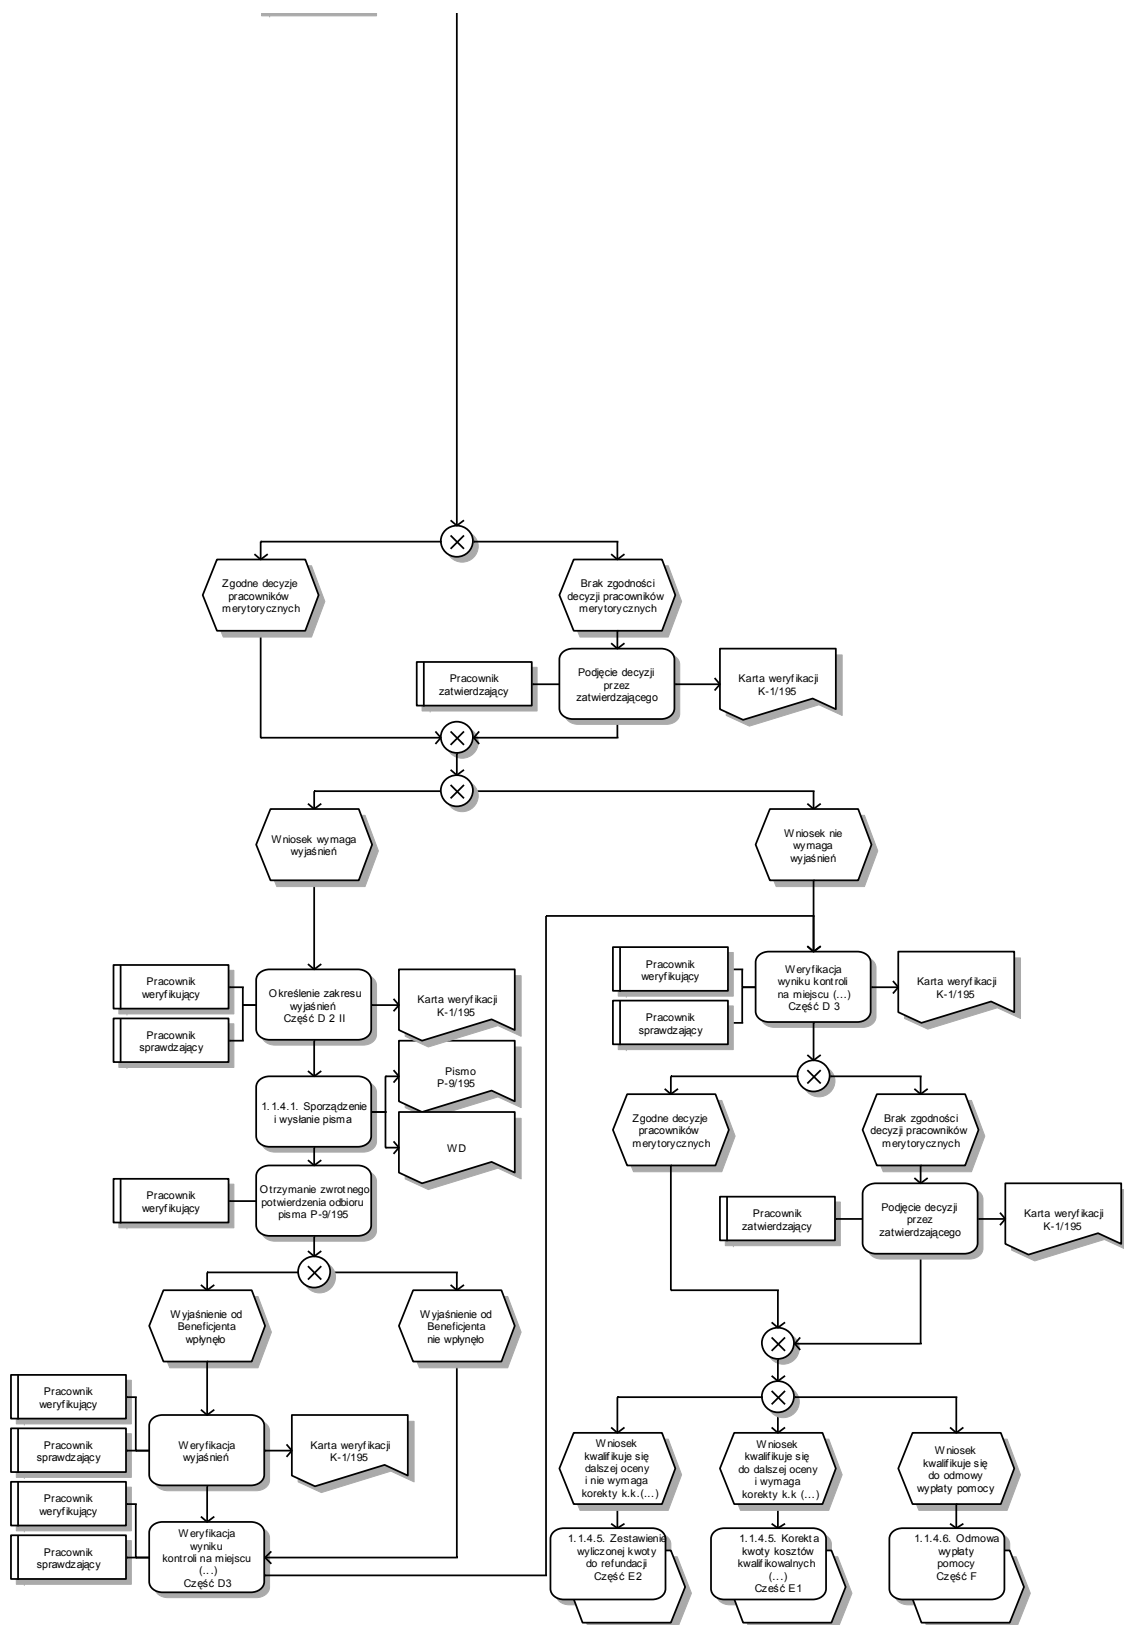 Zgodne decyzje
pracowników
merytorycznych
Brak zgodności
decyzji pracowników
merytorycznych
Pracownik
zatwierdzający
Podjęcie decyzji
przez
zatwierdzającego
Karta weryfikacji
K-1/195
Wniosek wymaga
wyjaśnień
Wniosek nie
wymaga
wyjaśnień
Pracownik
weryfikujący
Pracownik
sprawdzający
Określenie zakresu
wyjaśnień
Część D 2 II
Karta weryfikacji
K-1/195
Pracownik
weryfikujący
Pracownik
sprawdzający
Weryfikacja
wyniku kontroli
na miejscu (...)
Część D 3
Karta weryfikacji
K-1/195
1.1.4.1. Sporządzenie
i wysłanie pisma
Pismo
P-9/195
WD
Zgodne decyzje
pracowników
merytorycznych
Brak zgodności
decyzji pracowników
merytorycznych
Pracownik
weryfikujący
Otrzymanie zwrotnego
potwierdzenia odbioru
pisma P-9/195
Pracownik
zatwierdzający
Podjęcie decyzji
przez
zatwierdzającego
Karta weryfikacji
K-1/195
Wyjaśnienie od
Beneficjenta
wpłynęło
Wyjaśnienie od
Beneficjenta
nie wpłynęło
Pracownik
weryfikujący
Pracownik
sprawdzający
Weryfikacja
wyjaśnień
Karta weryfikacji
K-1/195
Pracownik
weryfikujący
Pracownik
sprawdzający
Weryfikacja
wyniku
kontroli na miejscu
(...)
Część D3
Wniosek
kwalifikuje się
dalszej oceny
i nie wymaga
korekty k.k.(...)
Wniosek
kwalifikuje się
do dalszej oceny
i wymaga
korekty k.k (...)
Wniosek
kwalifikuje się
do odmowy
wypłaty pomocy
1.1.4.5. Zestawienie
wyliczonej kwoty
do refundacji
Część E2
1.1.4.5. Korekta
kwoty kosztów
kwalifikowalnych
(...)
Cześć E1
1.1.4.6. Odmowa
wypłaty
pomocy
Część F